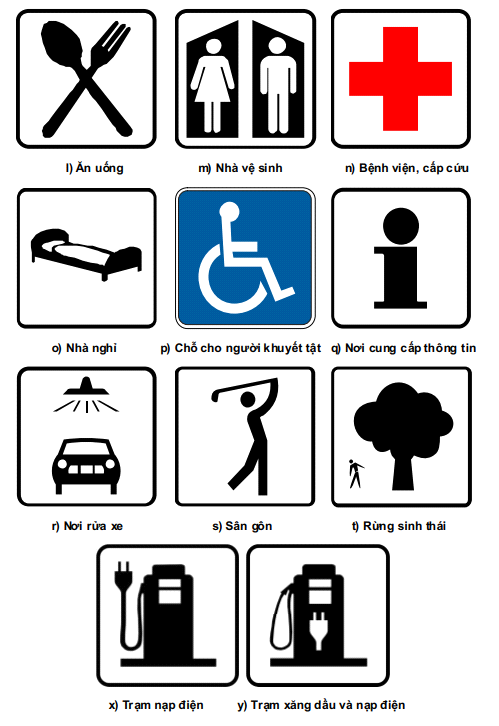 l) Ăn uống
m) Nhà vệ sinh
n) Bệnh viện, cấp cứu
o) Nhà nghỉ
p) Chỗ cho người khuyết tật
q) Nơi cung cấp thông tin
r) Nơi rửa xe
s) Sân gôn
t) Rừng sinh thái
x) Trạm nạp điện
y) Trạm xăng dầu và nạp điện